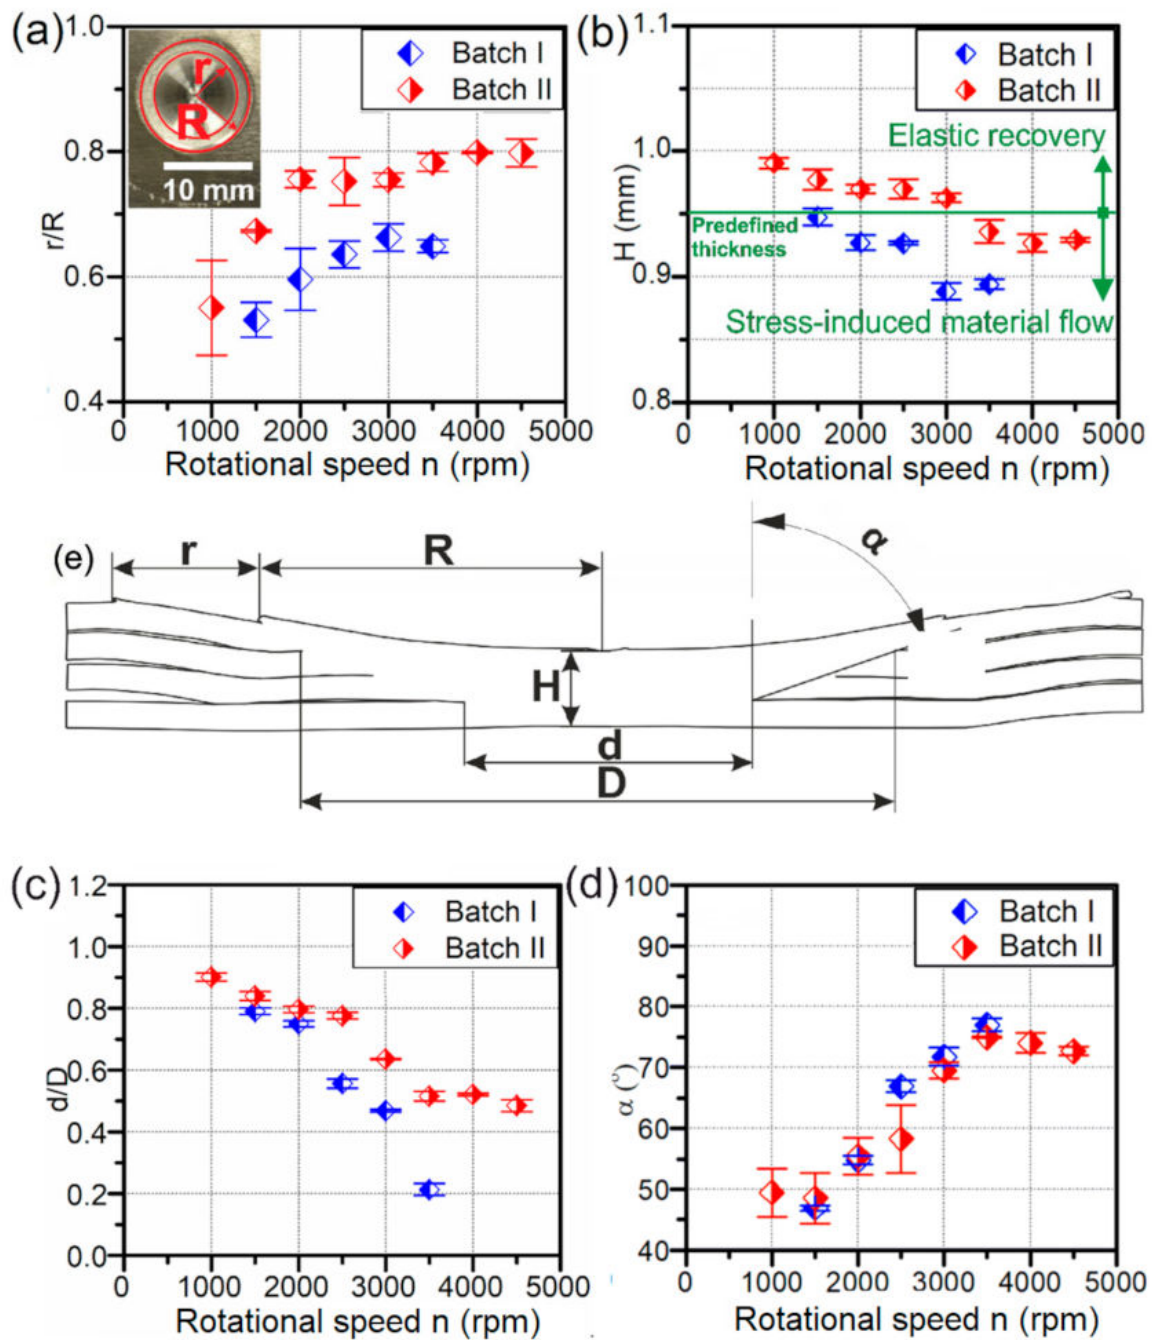 (a)
1.0
0.8
0.6
0.4
r/R
r
R
10 mm
Batch I
Batch II
0 1000 2000 3000 4000 5000
Rotational speed n (rpm)
(b)
1.1
1.0
0.9
0.8
H (mm)
Batch I
Batch II
Elastic recovery
Predefined
thickness
Stress-induced material flow
0 1000 2000 3000 4000 5000
Rotational speed n (rpm)
(e)
r
R
α
H
d
D
(c)
1.2
1.0
0.8
0.6
0.4
0.2
0.0
d/D
Batch I
Batch II
0 1000 2000 3000 4000 5000
Rotational speed n (rpm)
(d)
100
90
80
70
60
50
40
α (°)
Batch I
Batch II
0 1000 2000 3000 4000 5000
Rotational speed n (rpm)